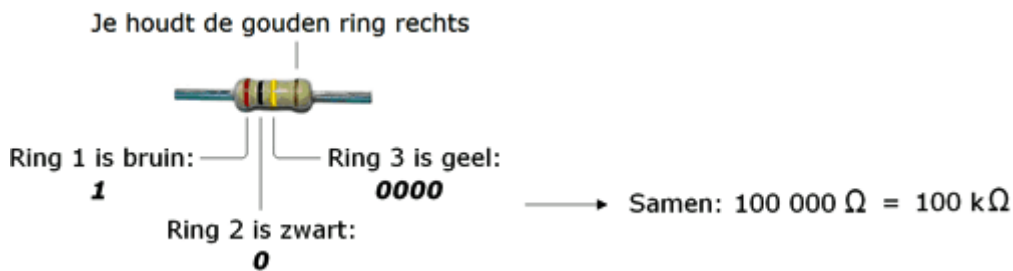 Je houdt de gouden ring rechts
Ring 1 is bruin:
1
Ring 2 is zwart:
0
Ring 3 is geel:
0000
Samen: 100 000 Ω = 100 kΩ